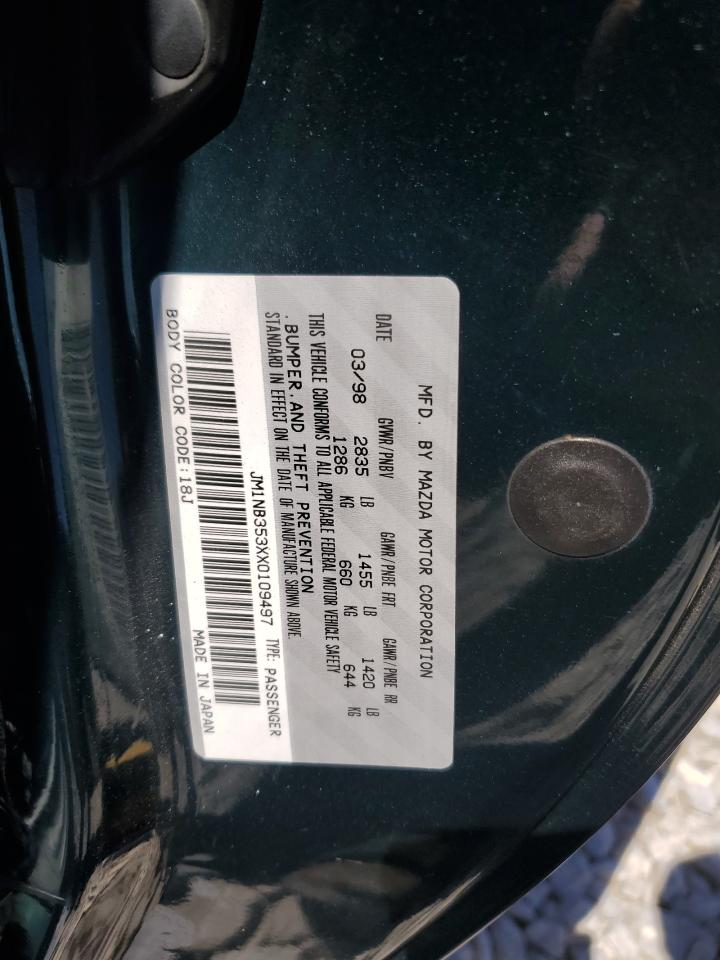 MFD. BY MAZDA MOTOR CORPORATION
DATE GVWR/PNBV GAWR/PNBE FRT GAWR/PNBE RR
03/98 2835 LB 1455 LB 1420 LB
1286 KG 660 KG 644 KG
THIS VEHICLE CONFORMS TO ALL APPLICABLE FEDERAL MOTOR VEHICLE SAFETY
, BUMPER, AND THEFT PREVENTION
STANDARD IN EFFECT ON THE DATE OF MANUFACTURE SHOWN ABOVE.
JM1NB353XX0109497 TYPE: PASSENGER
BODY COLOR CODE:18J MADE IN JAPAN